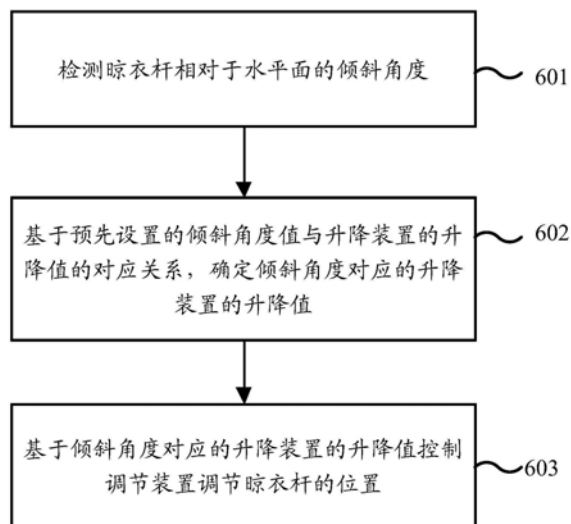 检测晾衣杆相对于水平面的倾斜角度
601
基于预先设置的倾斜角度值与升降装置的升
降值的对应关系，确定倾斜角度对应的升降
装置的升降值
602
基于倾斜角度对应的升降装置的升降值控制
调节装置调节晾衣杆的位置
603